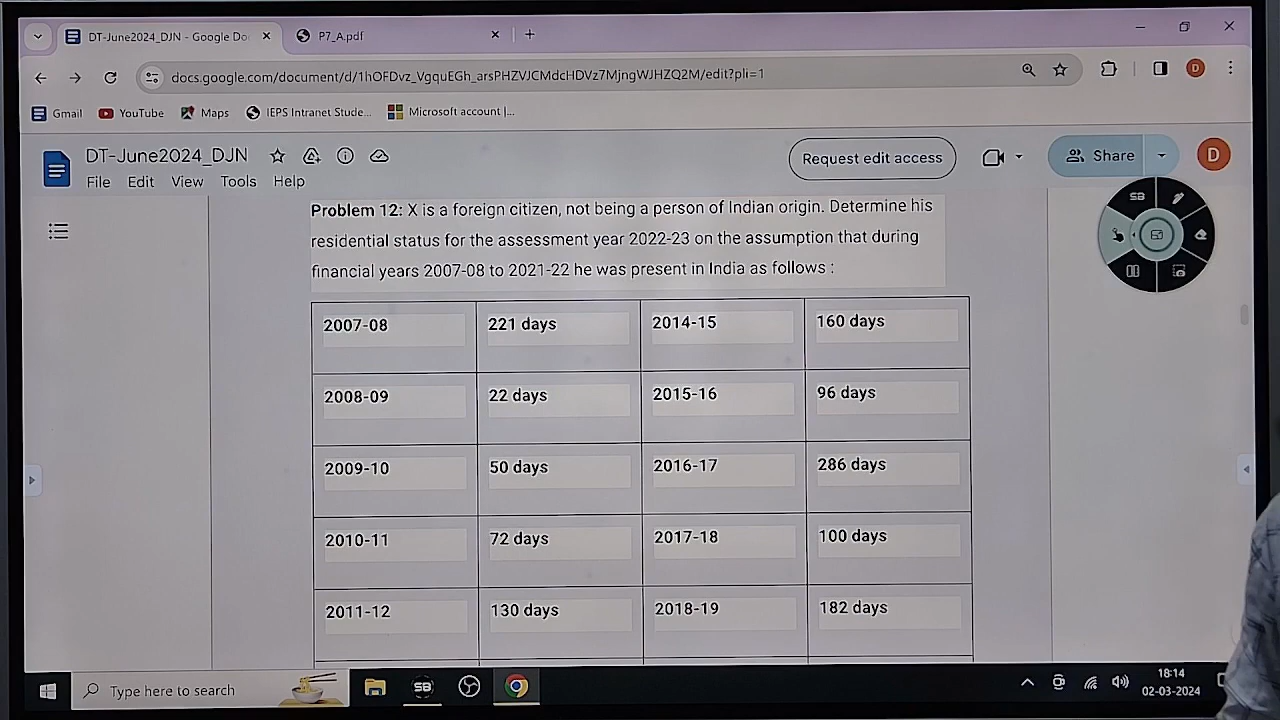 DT-June2024_DJN - Google Do
P7_A.pdf
docs.google.com/document/d/1hOFDvz_VgquEGh_arsYHZVJCMdcHDVz7MjngWJHZQ2M/edit?pli=1
Gmail YouTube Maps IEPS Intranet Stude... Microsoft account |...
DT-June2024_DJN
Request edit access
Share
D
D
File Edit View Tools Help
SB
Problem 12: X is a foreign citizen, not being a person of Indian origin. Determine his
residential status for the assessment year 2022-23 on the assumption that during
financial years 2007-08 to 2021-22 he was present in India as follows :
2007-08 221 days 2014-15 160 days
2008-09 22 days 2015-16 96 days
2009-10 50 days 2016-17 286 days
2010-11 72 days 2017-18 100 days
2011-12 130 days 2018-19 182 days
Type here to search
SB
18:14
02-03-2024